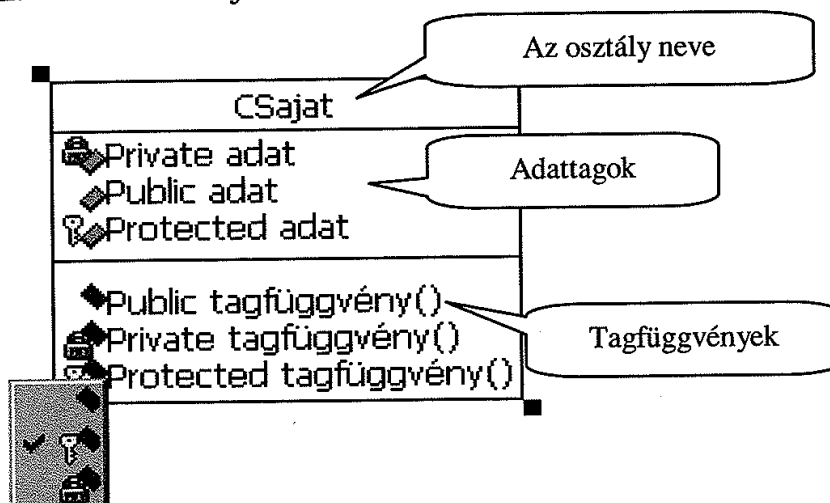 Az osztály neve
CSajat
Private adat
Public adat
Protected adat
Adattagok
Public tagfüggvény()
Private tagfüggvény()
Protected tagfüggvény()
Tagfüggvények